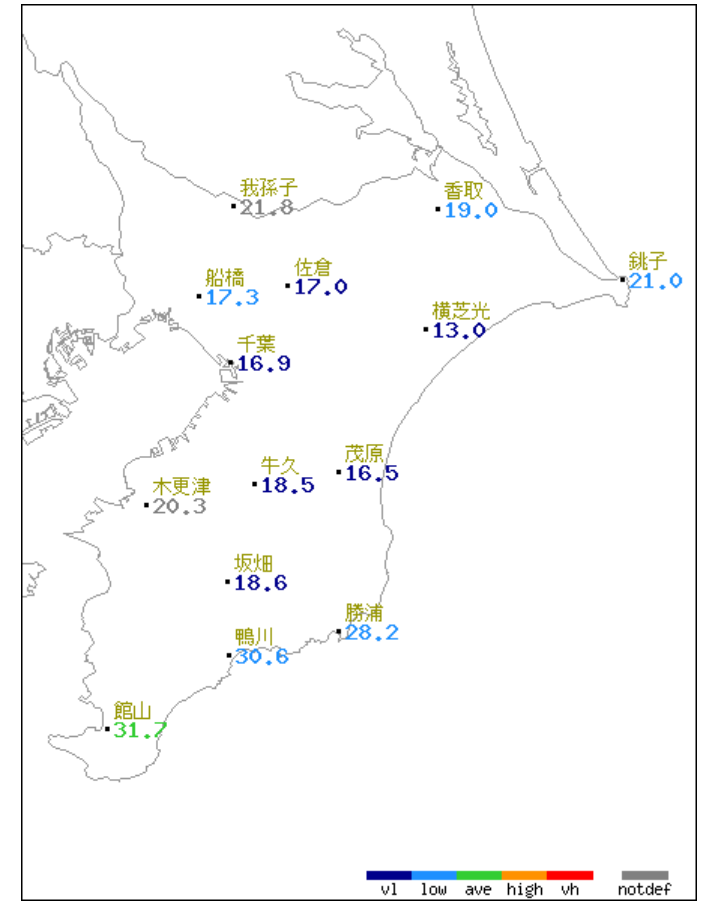 我孫子
21.8
香取
19.0
銚子
21.0
船橋
17.3
佐倉
17.0
横芝光
13.0
千葉
16.9
茂原
16.5
牛久
18.5
木更津
20.3
坂畑
18.6
勝浦
28.2
鴨川
30.6
館山
31.7
vl low ave high vh notdef